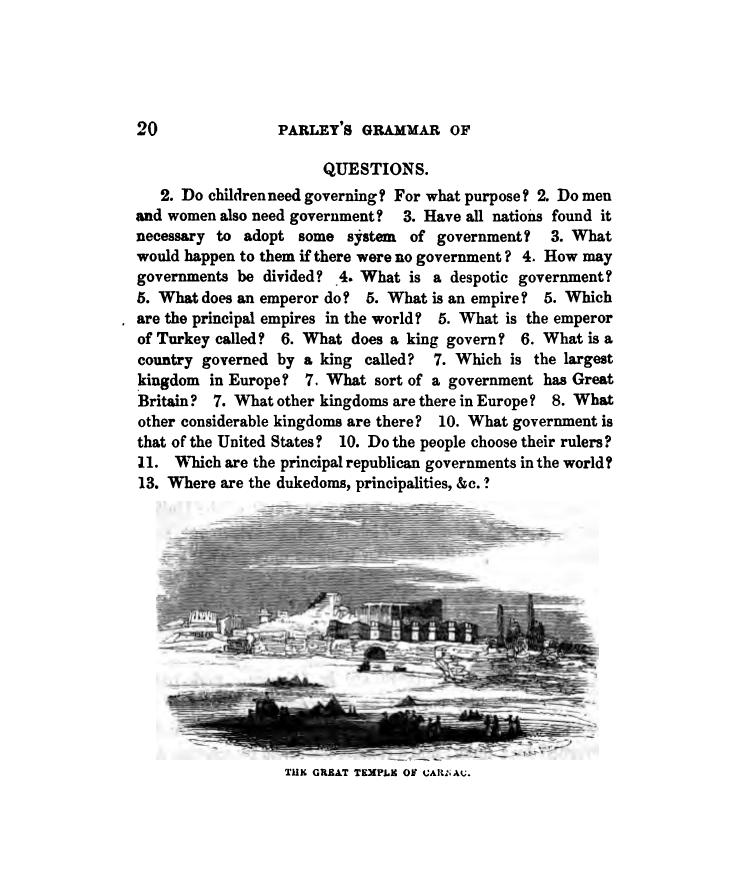 20 PARLEY'S GRAMMAR OF
QUESTIONS.
2. Do children need governing? For what purpose? 2. Do men
and women also need government? 3. Have all nations found it
necessary to adopt some system of government? 3. What
would happen to them if there were no government? 4. How may
governments be divided? 4. What is a despotic government?
5. What does an emperor do? 5. What is an empire? 5. Which
are the principal empires in the world? 5. What is the emperor
of Turkey called? 6. What does a king govern? 6. What is a
country governed by a king called? 7. Which is the largest
kingdom in Europe? 7. What sort of a government has Great
Britain? 7. What other kingdoms are there in Europe? 8. What
other considerable kingdoms are there? 10. What government is
that of the United States? 10. Do the people choose their rulers?
11. Which are the principal republican governments in the world?
13. Where are the dukedoms, principalities, &c.?
THE GREAT TEMPLE OF CARNAC.